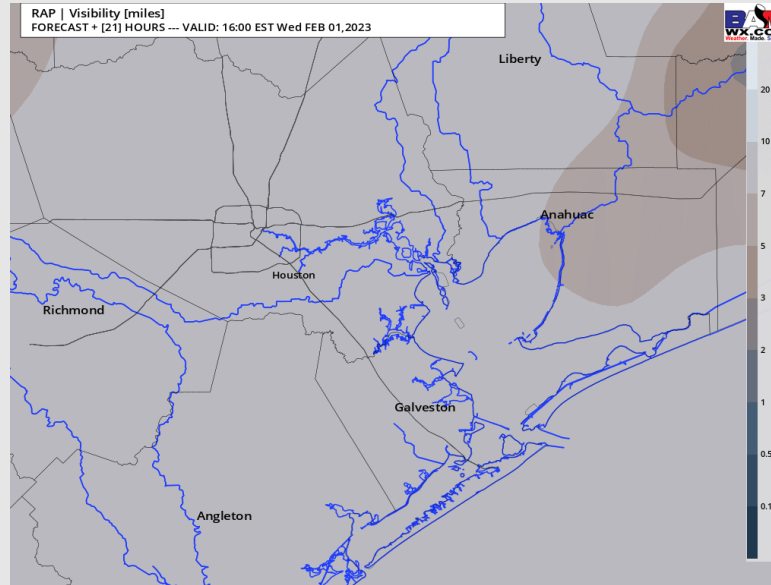 RAP | Visibility [miles]
FORECAST + [21] HOURS --- VALID: 16:00 EST Wed FEB 01,2023
Liberty
20
10
7
Anahuac
5
Houston
3
Richmond
2
1
Galveston
0.5
0.1
Angleton